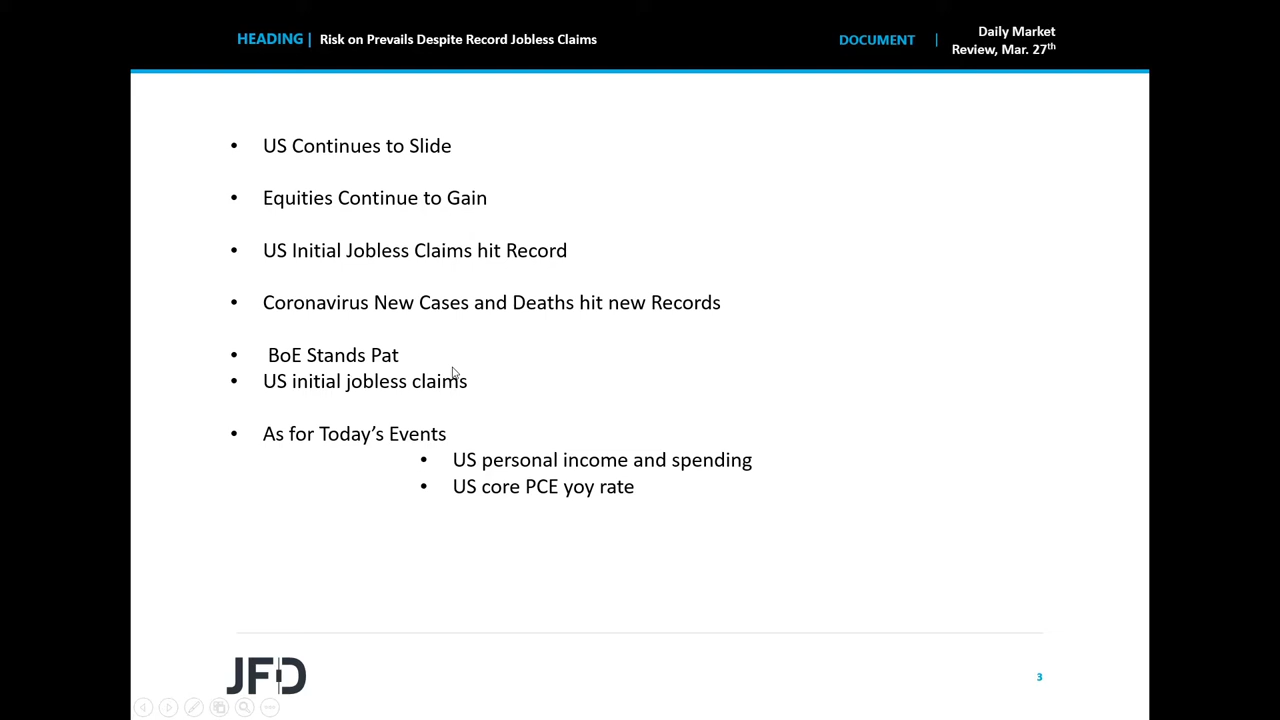 HEADING | Risk on Prevails Despite Record Jobless Claims
DOCUMENT | Daily Market
Review, Mar. 27th
• US Continues to Slide
• Equities Continue to Gain
• US Initial Jobless Claims hit Record
• Coronavirus New Cases and Deaths hit new Records
• BoE Stands Pat
• US initial jobless claims
• As for Today’s Events
• US personal income and spending
• US core PCE yoy rate
JFD
3